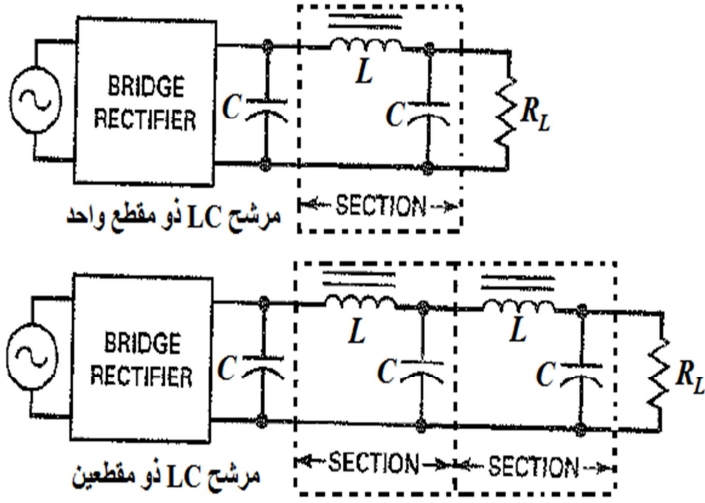 L
BRIDGE
RECTIFIER
C
C
R_L
SECTION
مرشح LC ذو مقطع واحد
L
L
BRIDGE
RECTIFIER
C
C
C
R_L
SECTION
SECTION
مرشح LC ذو مقطعين